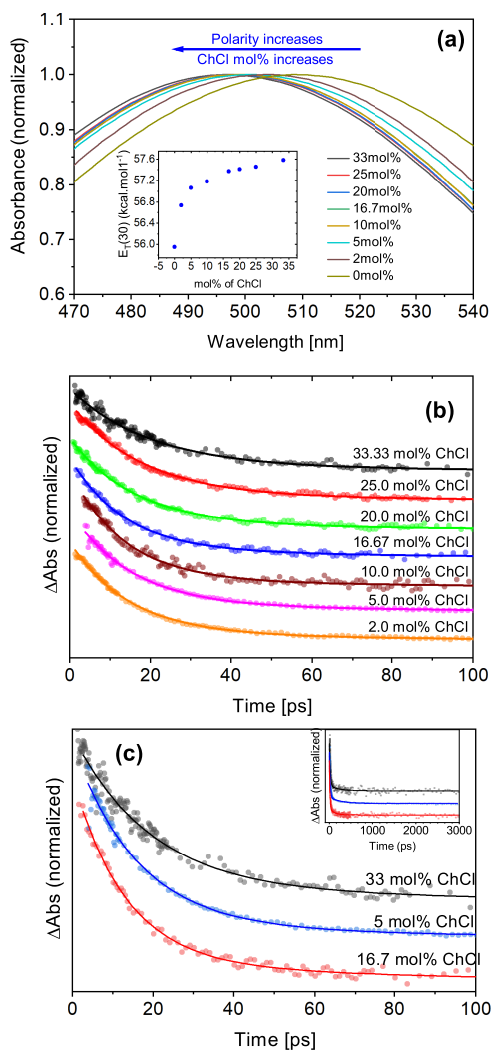 (a)
Polarity increases
ChCl mol% increases
Absorbance (normalized)
1.0
0.9
0.8
0.7
0.6
470 480 490 500 510 520 530 540
Wavelength [nm]
E_T(30) (kcal.mol1⁻¹)
57.6
57.2
56.8
56.4
56.0
-5 0 5 10 15 20 25 30 35
mol% of ChCl
33mol%
25mol%
20mol%
16.7mol%
10mol%
5mol%
2mol%
0mol%
(b)
ΔAbs (normalized)
33.33 mol% ChCl
25.0 mol% ChCl
20.0 mol% ChCl
16.67 mol% ChCl
10.0 mol% ChCl
5.0 mol% ChCl
2.0 mol% ChCl
0 20 40 60 80 100
Time [ps]
(c)
ΔAbs (normalized)
ΔAbs (normalized)
0 1000 2000 3000
Time (ps)
33 mol% ChCl
5 mol% ChCl
16.7 mol% ChCl
0 20 40 60 80 100
Time [ps]